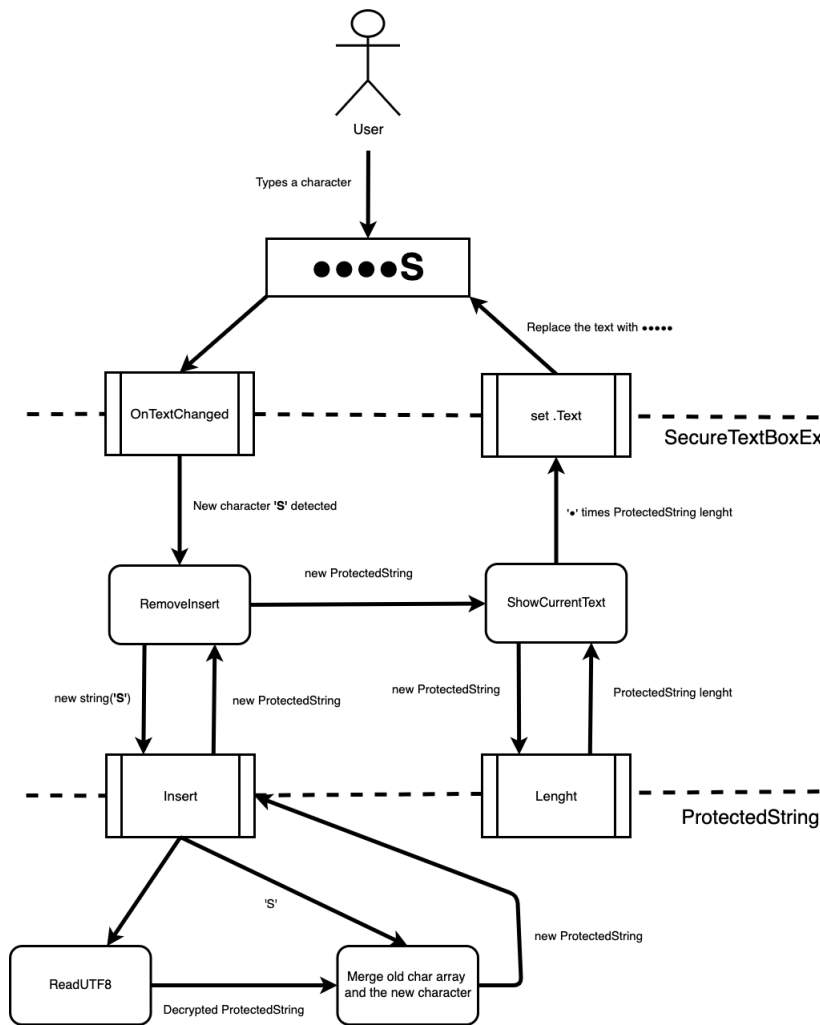 User
Types a character
●●●●S
Replace the text with ●●●●●
OnTextChanged
set .Text
SecureTextBoxEx
New character 'S' detected
'●' times ProtectedString lenght
new ProtectedString
RemoveInsert
ShowCurrentText
new string('S')
new ProtectedString
new ProtectedString
ProtectedString lenght
Insert
Lenght
ProtectedString
'S'
new ProtectedString
ReadUTF8
Merge old char array
and the new character
Decrypted ProtectedString